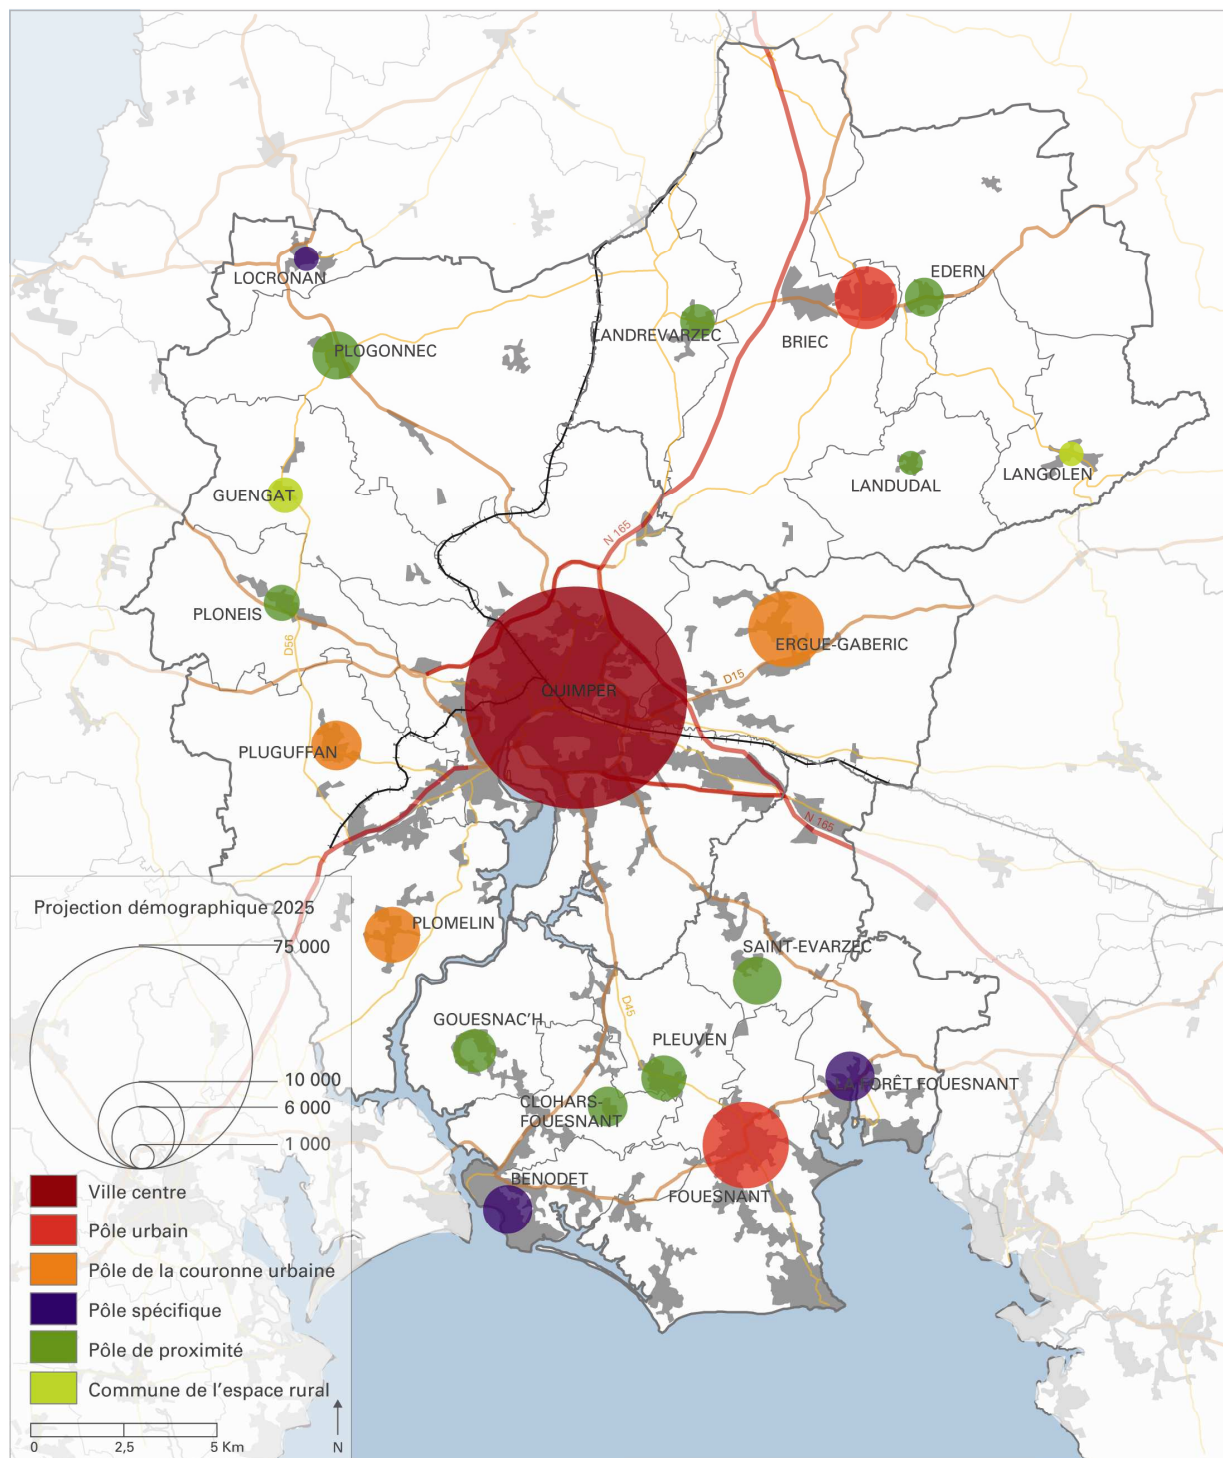 LOCRONAN
EDERN
LANDREVARZEC
BRIEC
PLOGONNEC
LANDUDAL
LANGOLEN
GUENGAT
N 165
PLONEIS
D56
ERGUE-GABERIC
D15
QUIMPER
PLUGUFFAN
N 165
PLOMELIN
SAINT-EVARZEC
D45
GOUESNAC'H
PLEUVEN
LA FORÊT FOUESNANT
CLOHARS-
FOUESNANT
BENODET
FOUESNANT
Projection démographique 2025
75 000
10 000
6 000
1 000
Ville centre
Pôle urbain
Pôle de la couronne urbaine
Pôle spécifique
Pôle de proximité
Commune de l'espace rural
0 2,5 5 Km
N